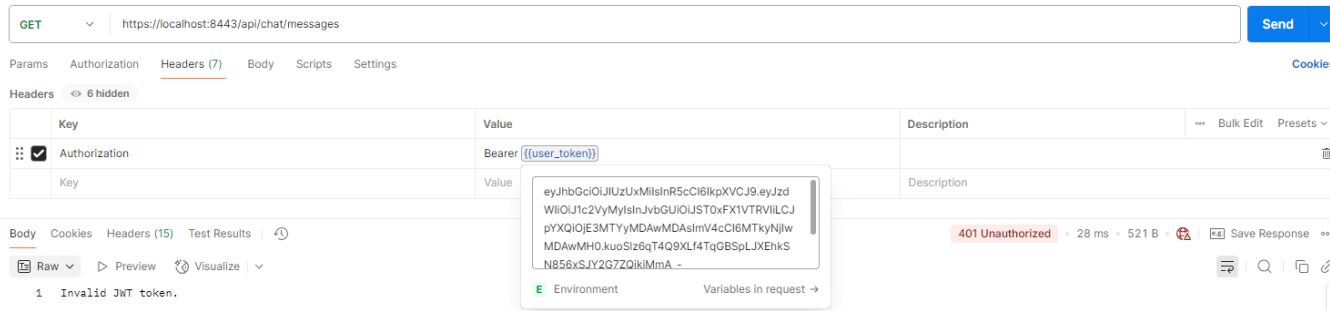 GET https://localhost:8443/api/chat/messages Send
Params Authorization Headers (7) Body Scripts Settings Cookies
Headers 6 hidden
Key Value Description Bulk Edit Presets
Authorization Bearer {{user_token}}
Key Value Description
eyJhbGciOiJIUzUxMiIsInR5cCI6IkpXVCJ9.eyJzd
WIiOiJ1c2VyMyIsInJvbGUiOiJST0xFX1VTRVIiLCJ
pYXQiOjE3MTYyMDAwMDAsImV4cCI6MTkyNjIw
MDAwMH0.kuoSIz6qT4Q9XLf4TqGBSpLJXEhkS
N856xSJY2G7ZQikiMmA_-
E Environment Variables in request →
Body Cookies Headers (15) Test Results 401 Unauthorized • 28 ms • 521 B • e.g. Save Response
Raw Preview Visualize
1 Invalid JWT token.